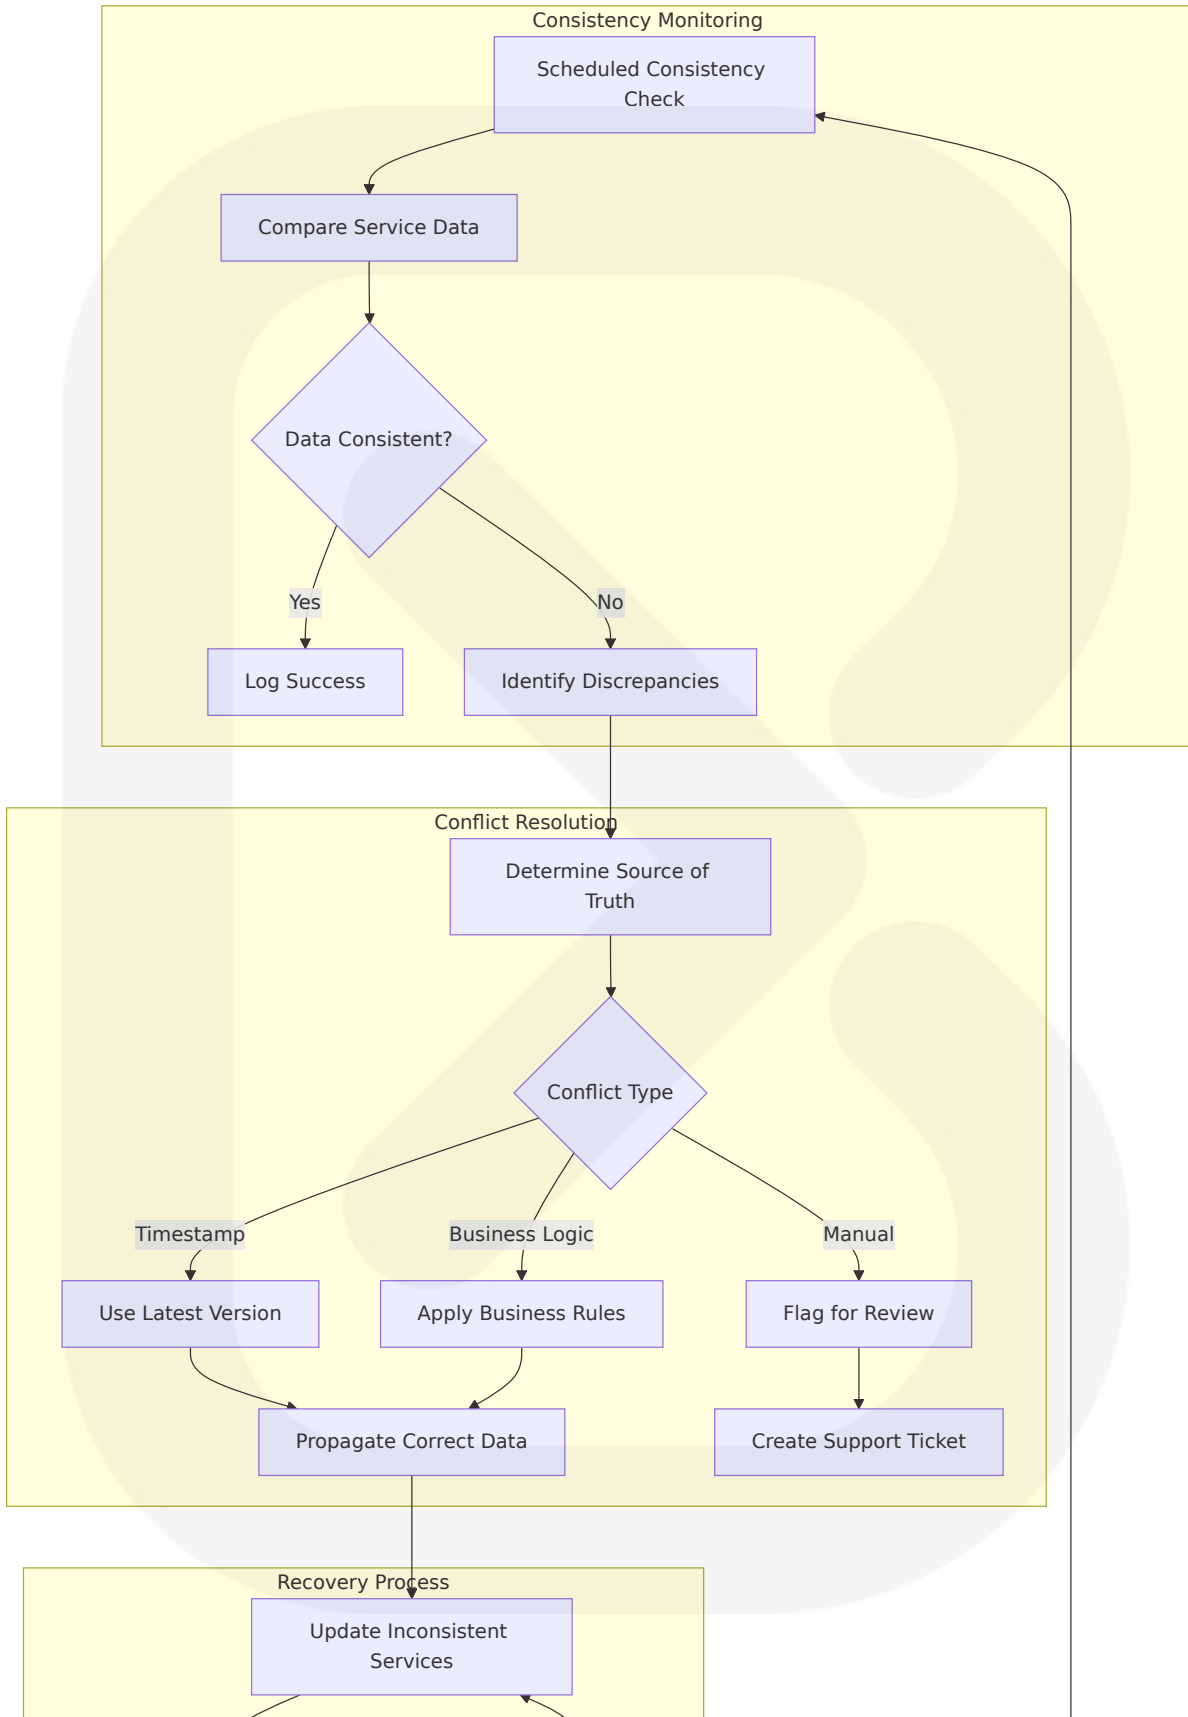 Consistency Monitoring
Scheduled Consistency
Check
Compare Service Data
Data Consistent?
Yes
No
Log Success
Identify Discrepancies
Conflict Resolution
Determine Source of
Truth
Conflict Type
Timestamp
Business Logic
Manual
Use Latest Version
Apply Business Rules
Flag for Review
Propagate Correct Data
Create Support Ticket
Recovery Process
Update Inconsistent
Services